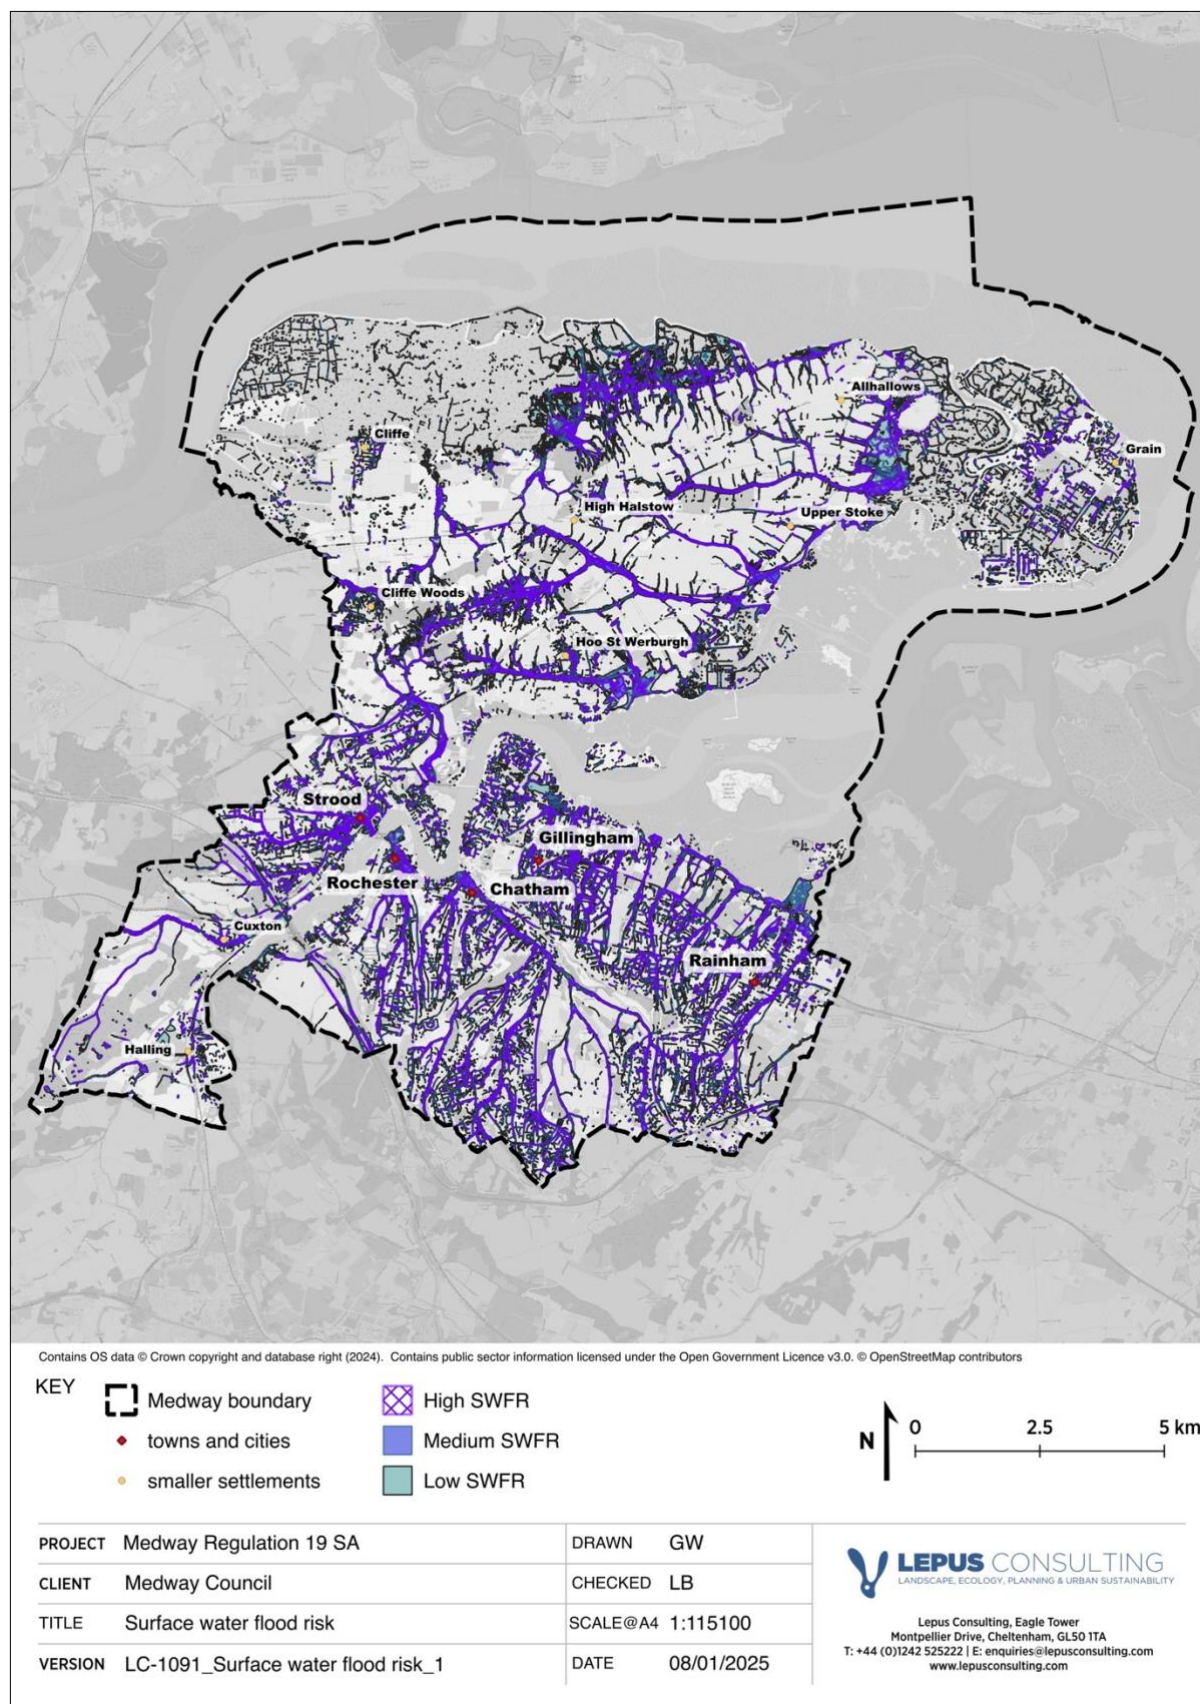 Allhallows
Cliffe
Grain
High Halstow
Upper Stoke
Cliffe Woods
Hoo St Werburgh
Strood
Gillingham
Rochester
Chatham
Cuxton
Rainham
Halling
Contains OS data © Crown copyright and database right (2024). Contains public sector information licensed under the Open Government Licence v3.0. © OpenStreetMap contributors
KEY
Medway boundary
towns and cities
smaller settlements
High SWFR
Medium SWFR
Low SWFR
N
0 2.5 5 km
PROJECT Medway Regulation 19 SA
CLIENT Medway Council
TITLE Surface water flood risk
VERSION LC-1091_Surface water flood risk_1
DRAWN GW
CHECKED LB
SCALE@A4 1:115100
DATE 08/01/2025
LEPUS CONSULTING
LANDSCAPE, ECOLOGY, PLANNING & URBAN SUSTAINABILITY
Lepus Consulting, Eagle Tower
Montpellier Drive, Cheltenham, GL50 1TA
T: +44 (0)1242 525222 | E: enquiries@lepusconsulting.com
www.lepusconsulting.com